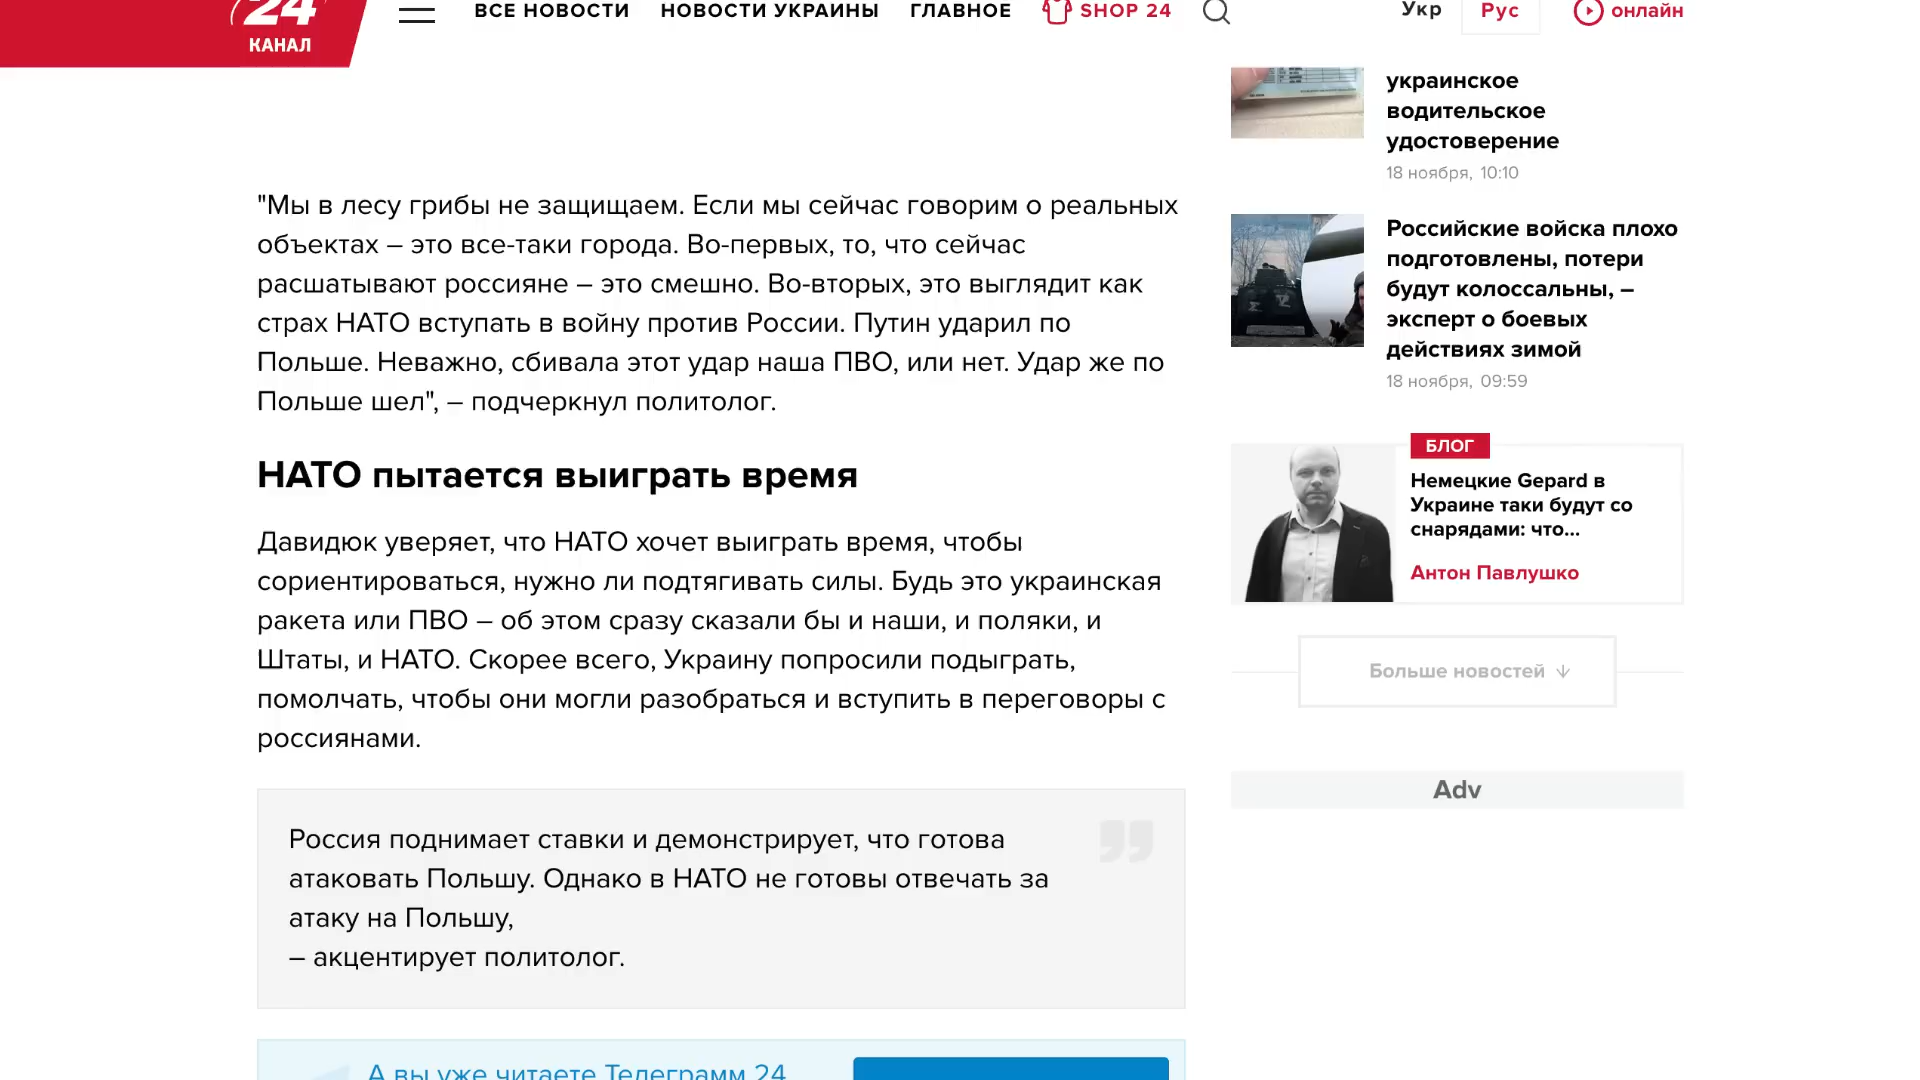 24
КАНАЛ
ВСЕ НОВОСТИ
НОВОСТИ УКРАИНЫ
ГЛАВНОЕ
SHOP 24
Укр
Рус
онлайн
"Мы в лесу грибы не защищаем. Если мы сейчас говорим о реальных
объектах – это все-таки города. Во-первых, то, что сейчас
расшатывают россияне – это смешно. Во-вторых, это выглядит как
страх НАТО вступать в войну против России. Путин ударил по
Польше. Неважно, сбивала этот удар наша ПВО, или нет. Удар же по
Польше шел", – подчеркнул политолог.
НАТО пытается выиграть время
Давидюк уверяет, что НАТО хочет выиграть время, чтобы
сориентироваться, нужно ли подтягивать силы. Будь это украинская
ракета или ПВО – об этом сразу сказали бы и наши, и поляки, и
Штаты, и НАТО. Скорее всего, Украину попросили подыграть,
помолчать, чтобы они могли разобраться и вступить в переговоры с
россиянами.
Россия поднимает ставки и демонстрирует, что готова
атаковать Польшу. Однако в НАТО не готовы отвечать за
атаку на Польшу,
– акцентирует политолог.
А вы уже читаете Телеграмм 24
украинское
водительское
удостоверение
18 ноября, 10:10
Российские войска плохо
подготовлены, потери
будут колоссальны, –
эксперт о боевых
действиях зимой
18 ноября, 09:59
БЛОГ
Немецкие Gepard в
Украине таки будут со
снарядами: что...
Антон Павлушко
Больше новостей ↓
Adv